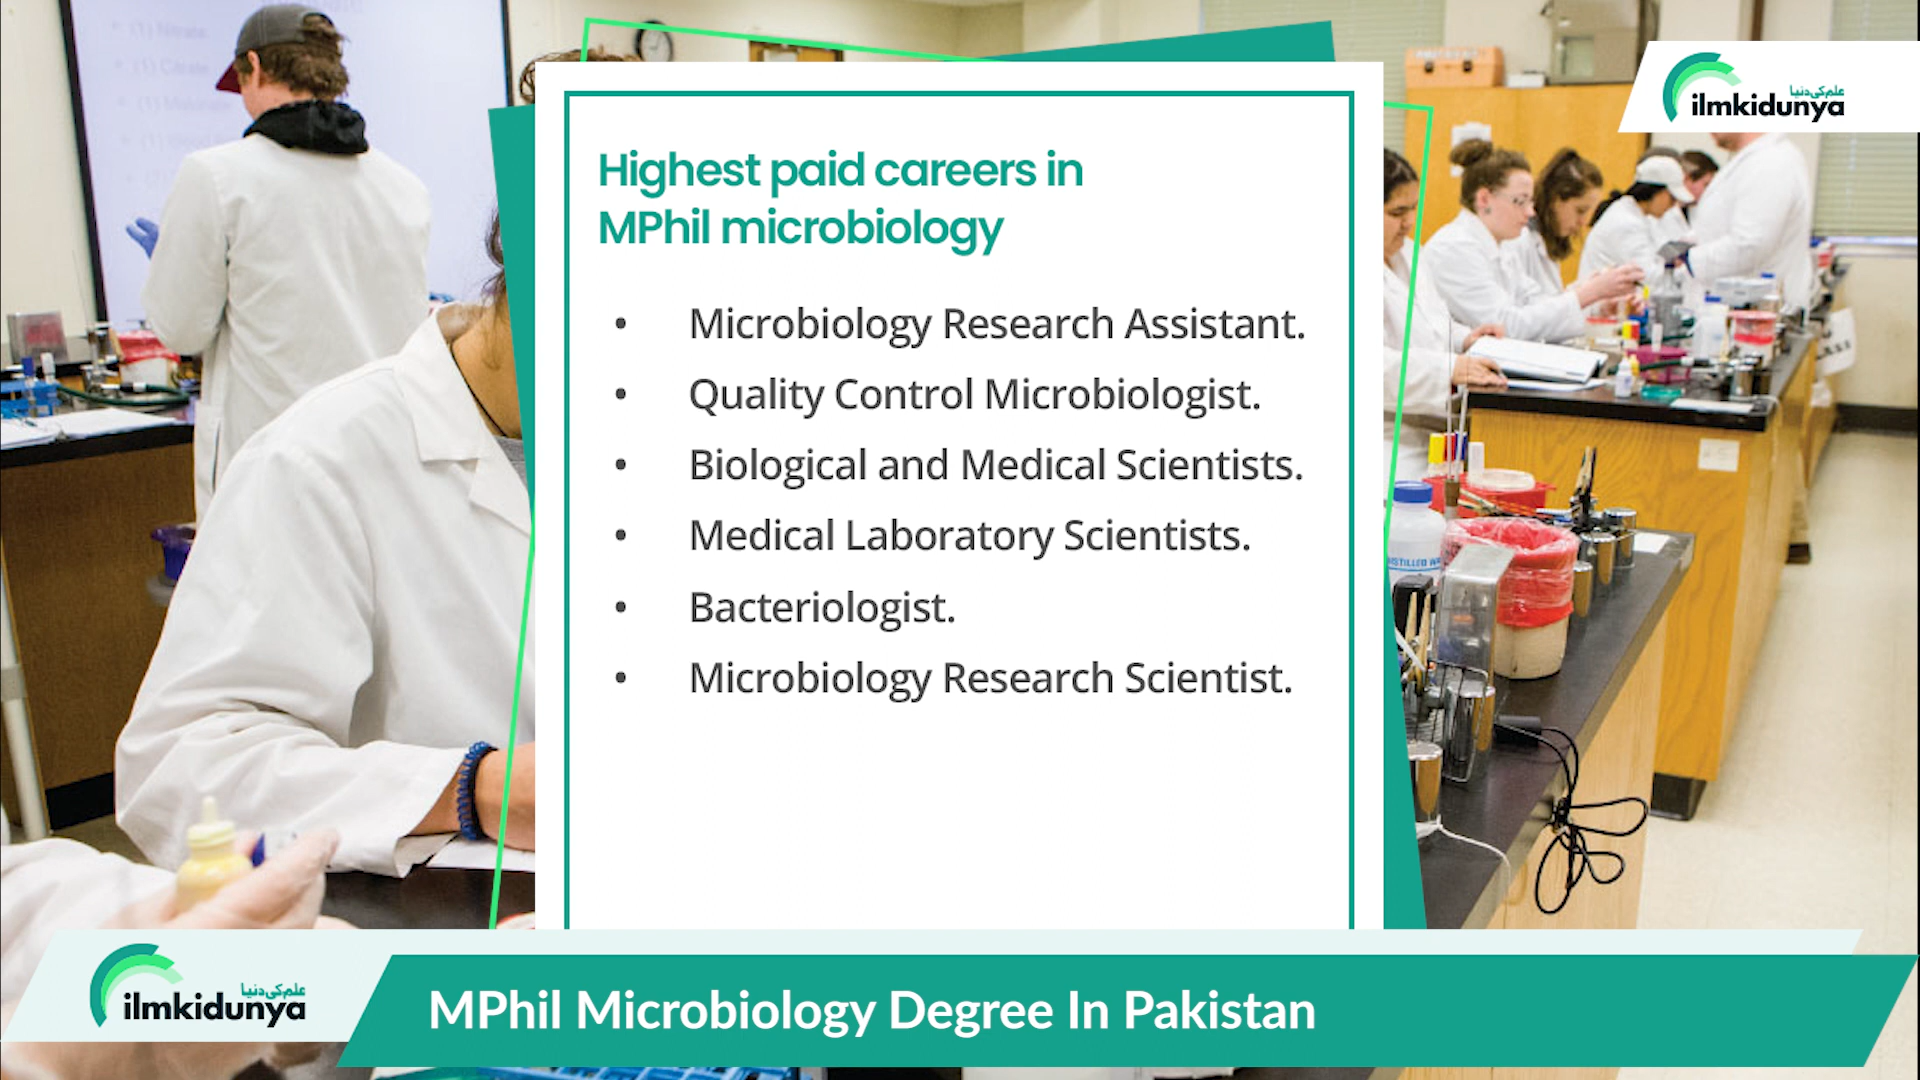 علم کی دنیا
ilmkidunya
Highest paid careers in
MPhil microbiology
• Microbiology Research Assistant.
• Quality Control Microbiologist.
• Biological and Medical Scientists.
• Medical Laboratory Scientists.
• Bacteriologist.
• Microbiology Research Scientist.
علم کی دنیا
ilmkidunya
MPhil Microbiology Degree In Pakistan